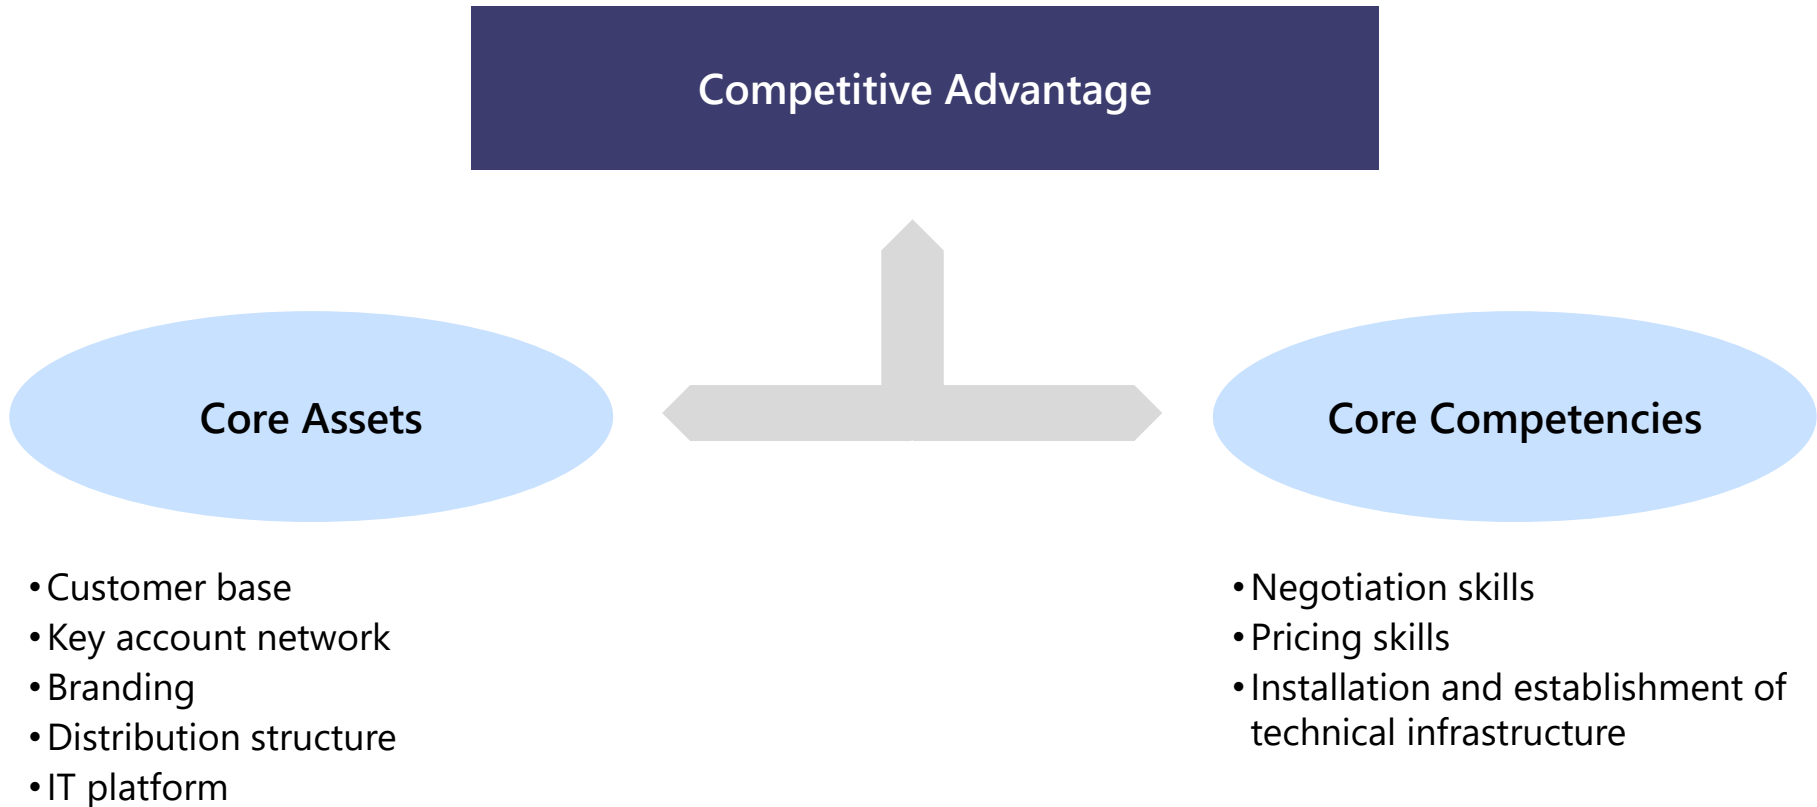 Competitive Advantage
Core Assets
Core Competencies
•Customer base
•Key account network
•Branding
•Distribution structure
•IT platform
•Negotiation skills
•Pricing skills
•Installation and establishment of
technical infrastructure